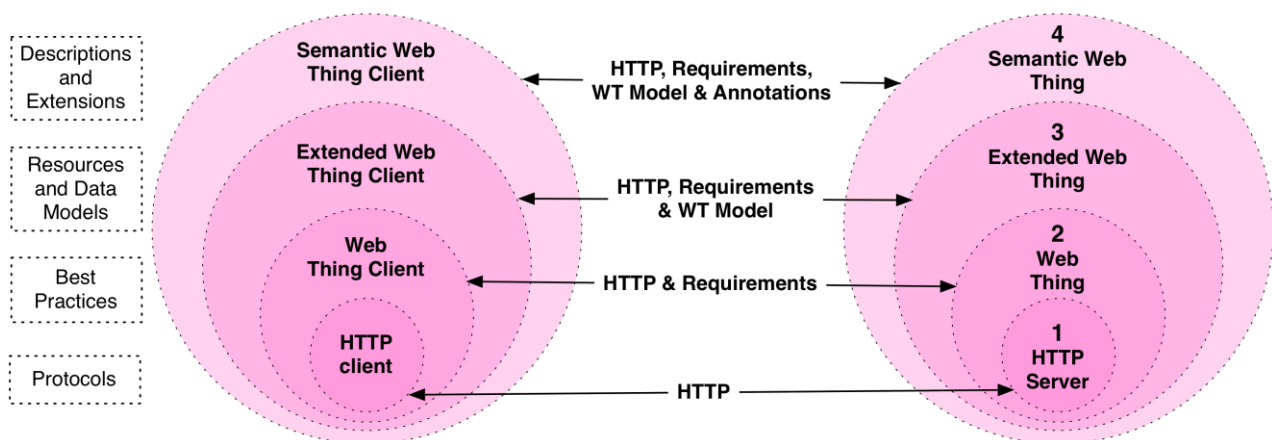 Descriptions
and
Extensions
Resources
and Data
Models
Best
Practices
Protocols
Semantic Web
Thing Client
Extended Web
Thing Client
Web
Thing Client
HTTP
client
HTTP, Requirements,
WT Model & Annotations
HTTP, Requirements
& WT Model
HTTP & Requirements
HTTP
4
Semantic Web
Thing
3
Extended Web
Thing
2
Web
Thing
1
HTTP
Server